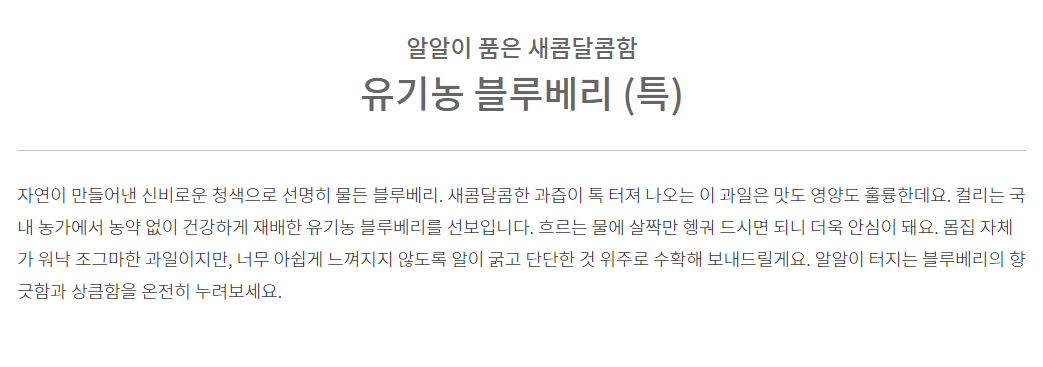 알알이 품은 새콤달콤함
유기농 블루베리 (특)
자연이 만들어낸 신비로운 청색으로 선명히 물든 블루베리. 새콤달콤한 과즙이 톡 터져 나오는 이 과일은 맛도 영양도 훌륭한데요. 컬리는 국
내 농가에서 농약 없이 건강하게 재배한 유기농 블루베리를 선보입니다. 흐르는 물에 살짝만 헹궈 드시면 되니 더욱 안심이 돼요. 몸집 자체
가 워낙 조그마한 과일이지만, 너무 아쉽게 느껴지지 않도록 알이 굵고 단단한 것 위주로 수확해 보내드릴게요. 알알이 터지는 블루베리의 향
긋함과 상큼함을 온전히 누려보세요.